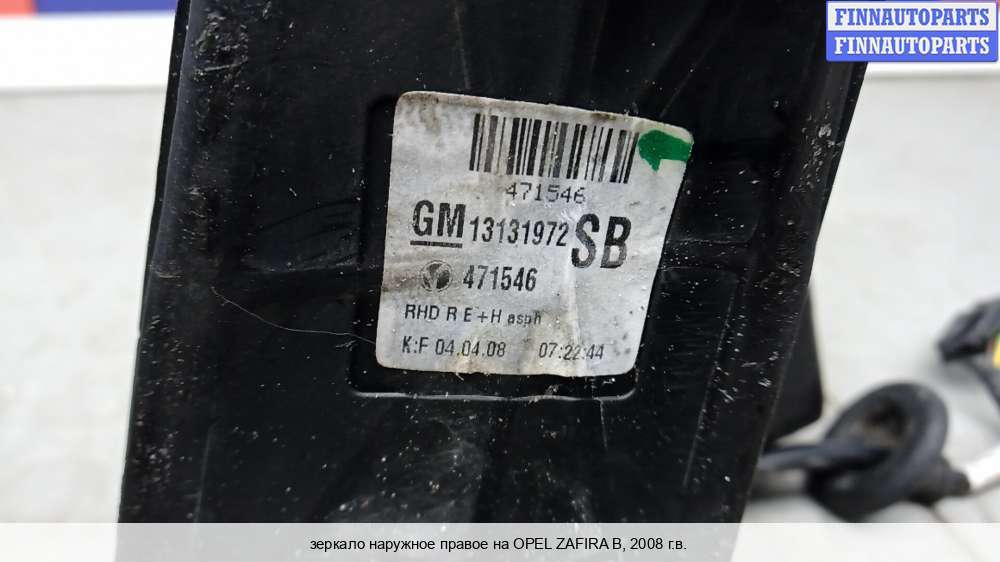 FINNAUTOPARTS
FINNAUTOPARTS
471546
GM 13131972 SB
471546
RHD R E+H asph
K:F 04.04.08 07:22:44
зеркало наружное правое на OPEL ZAFIRA B, 2008 г.в.